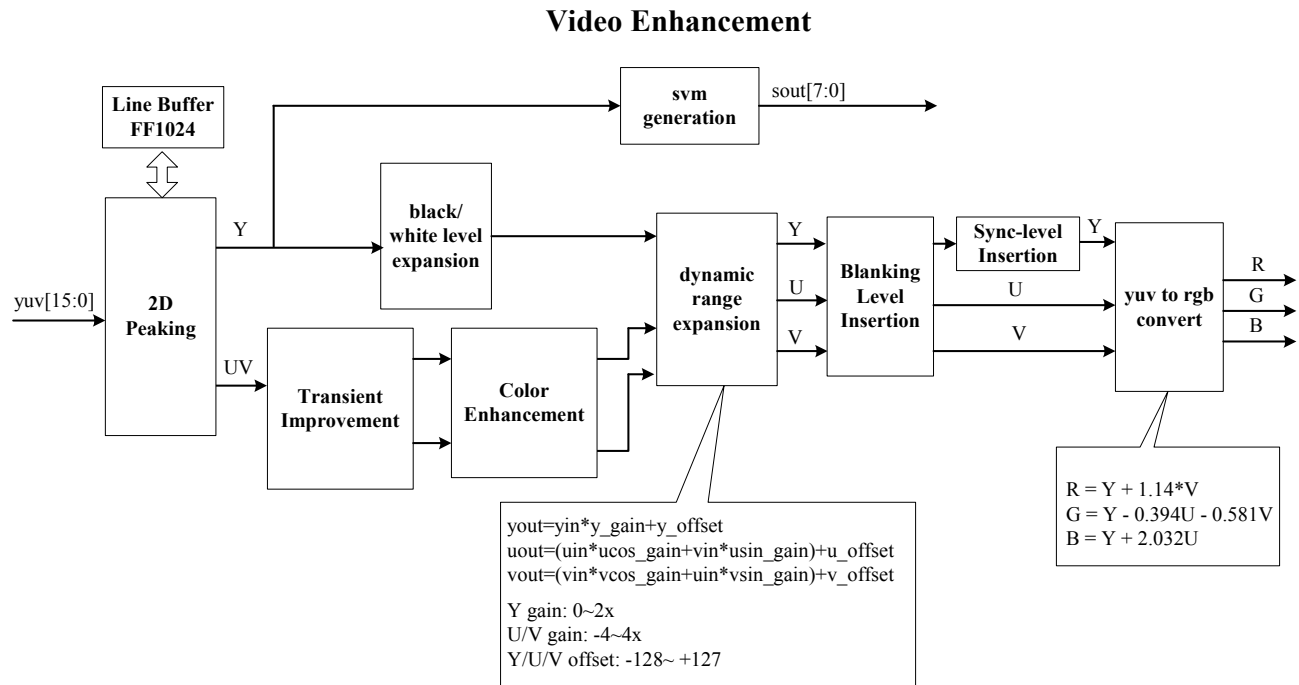 Video Enhancement
Line Buffer
FF1024
svm
generation
sout[7:0]
yuv[15:0]
2D
Peaking
Y
UV
black/
white level
expansion
Transient
Improvement
Color
Enhancement
dynamic
range
expansion
Y
U
V
Blanking
Level
Insertion
Sync-level
Insertion
Y
U
V
yuv to rgb
convert
R
G
B
yout=yin*y_gain+y_offset
uout=(uin*ucos_gain+vin*usin_gain)+u_offset
vout=(vin*vcos_gain+uin*vsin_gain)+v_offset
Y gain: 0~2x
U/V gain: -4~4x
Y/U/V offset: -128~ +127
R = Y + 1.14*V
G = Y - 0.394U - 0.581V
B = Y + 2.032U